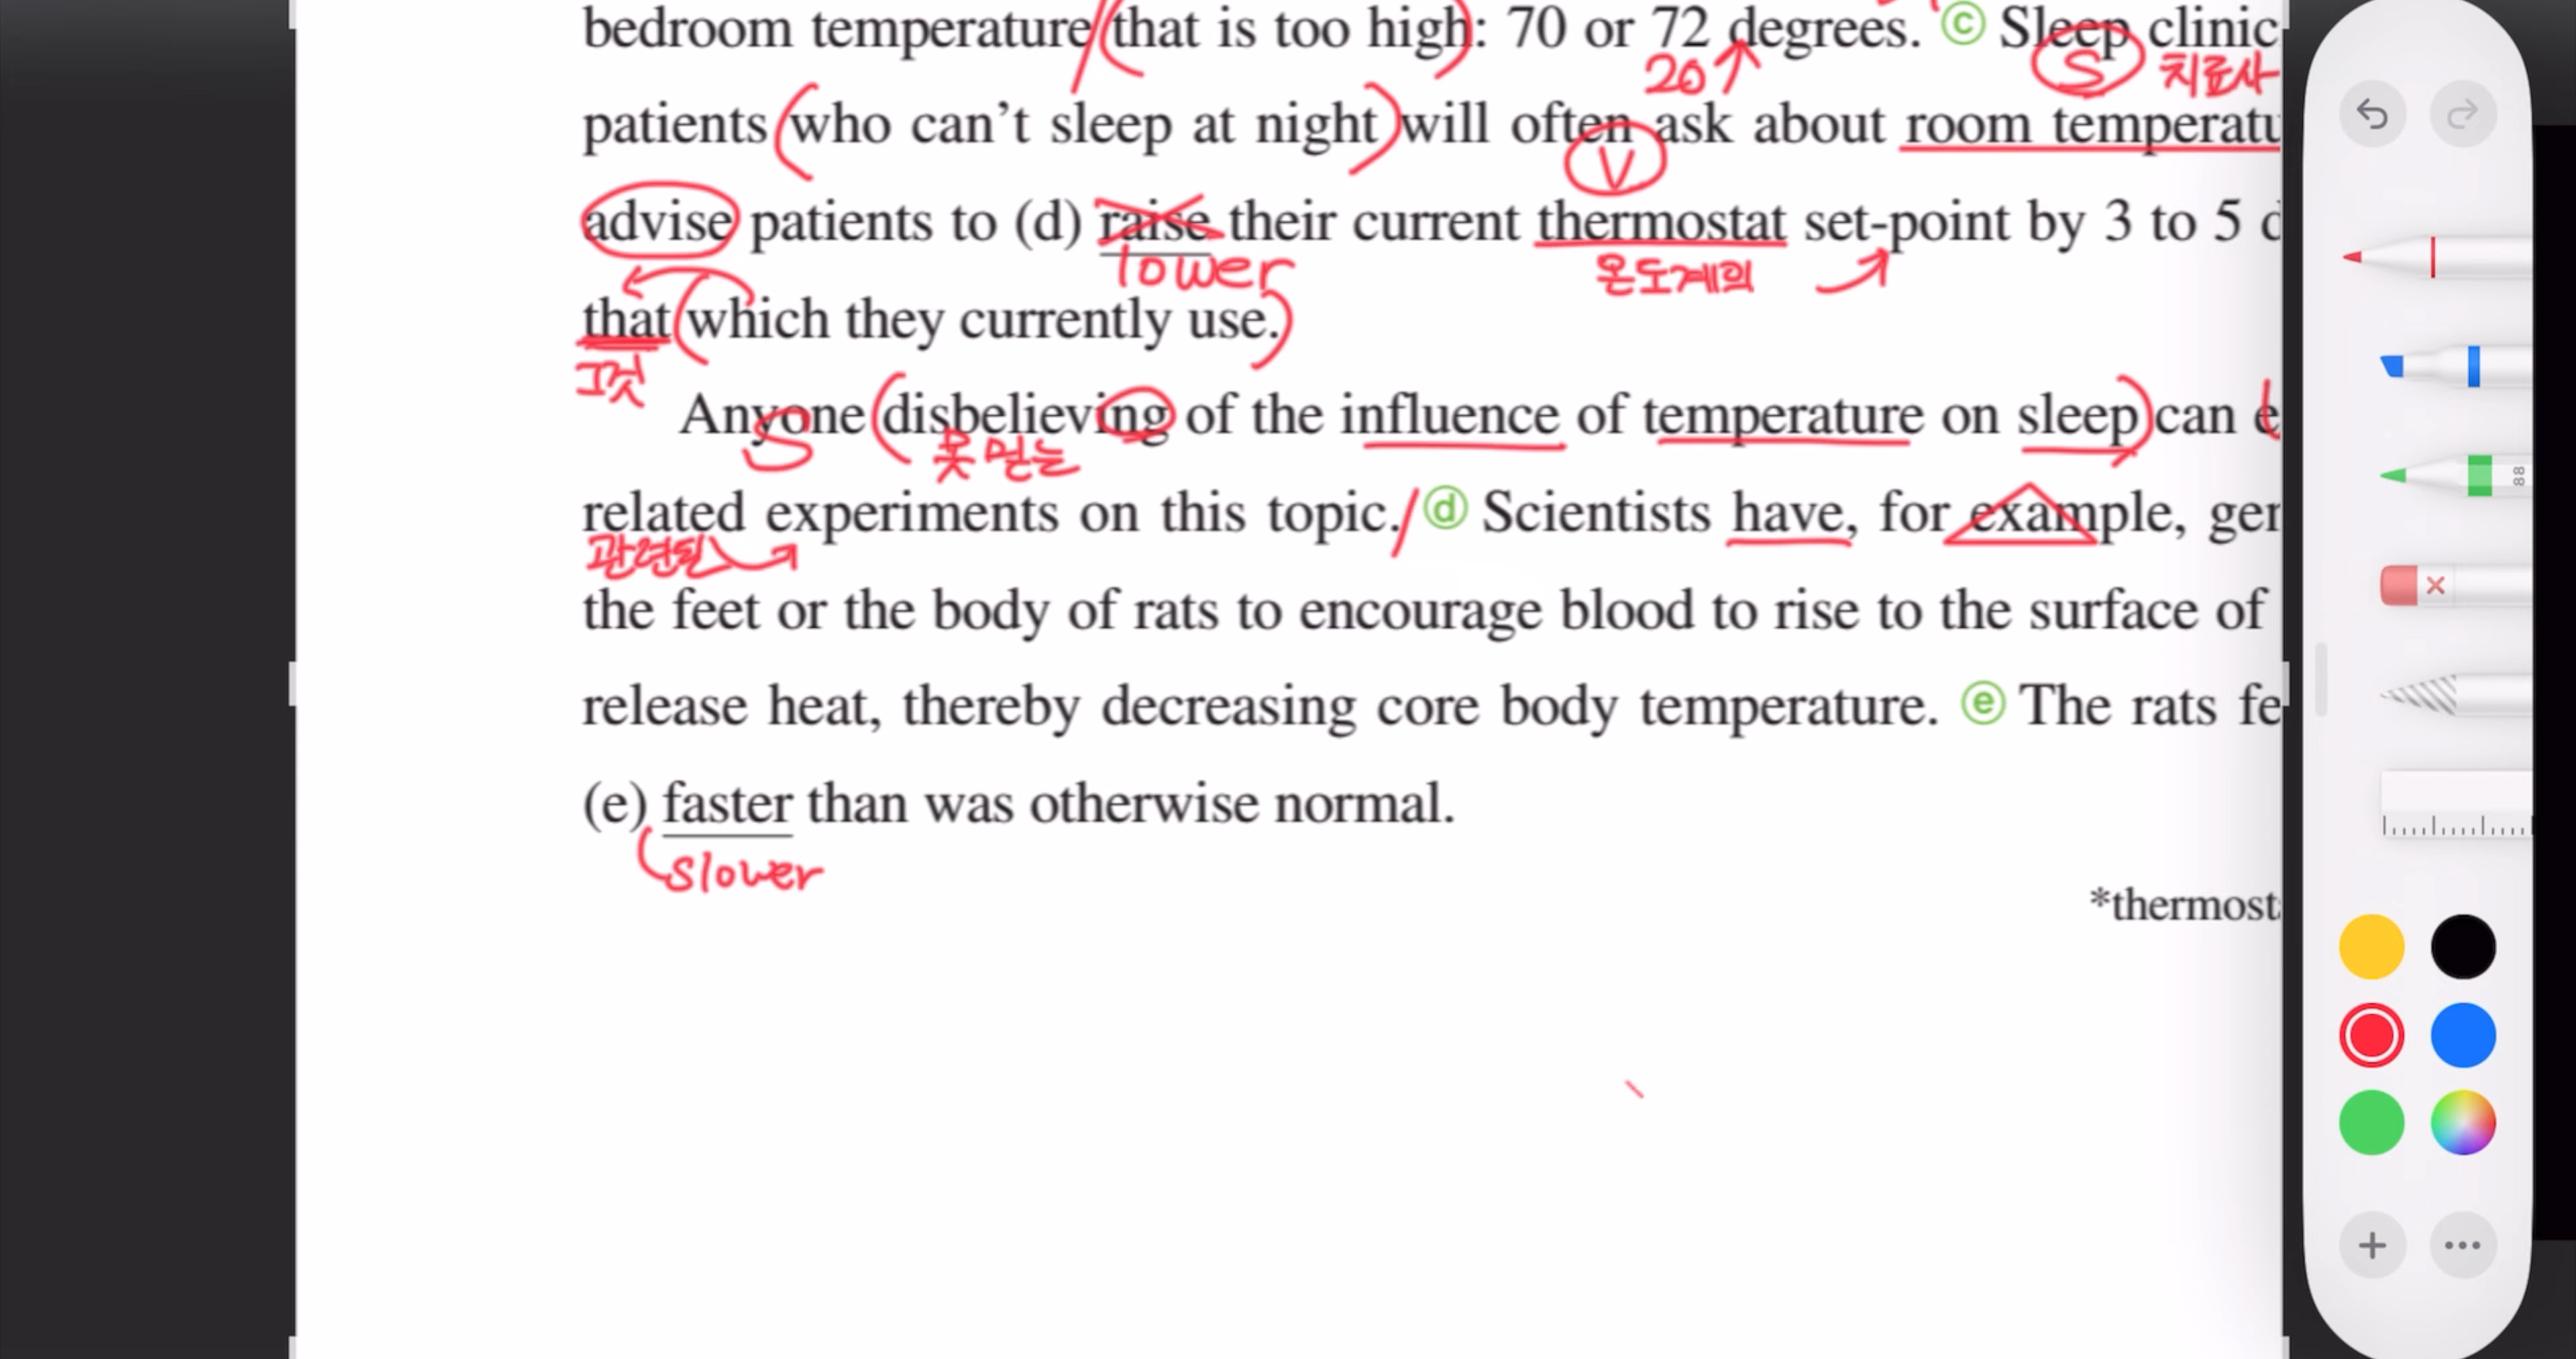 bedroom temperature (that is too high): 70 or 72 degrees. ⓒ Sleep clinic
20 S 치료사
patients (who can't sleep at night) will often ask about room temperatu
V
advise patients to (d) raise their current thermostat set-point by 3 to 5 d
lower 온도계의
that (which they currently use.)
그것
Anyone (disbelieving of the influence of temperature on sleep) can e
S 못 믿는
related experiments on this topic. / ⓓ Scientists have, for example, ger
관련된
the feet or the body of rats to encourage blood to rise to the surface of
release heat, thereby decreasing core body temperature. ⓔ The rats fe
(e) faster than was otherwise normal.
slower
*thermost
88